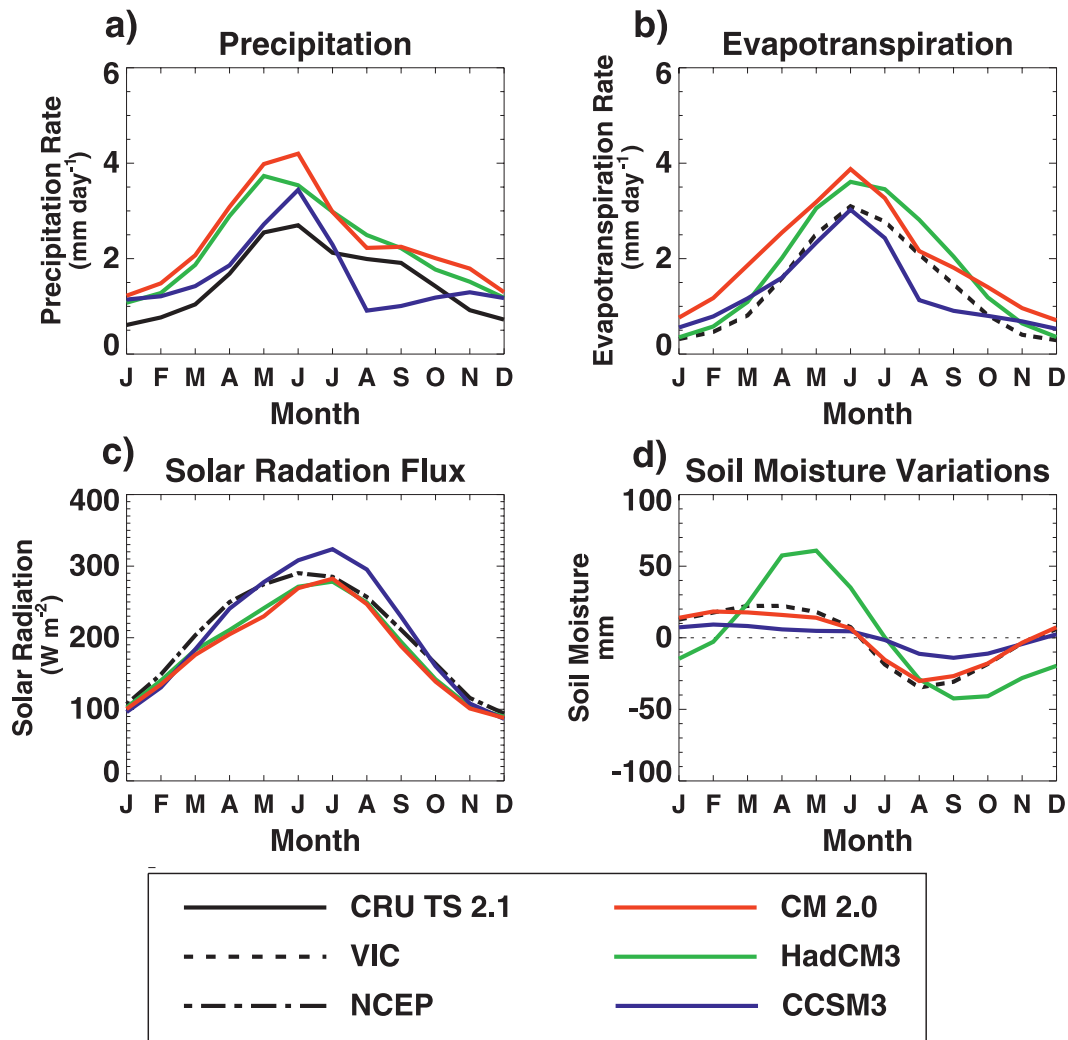 a)
Precipitation
Precipitation Rate
(mm day-1)
6
4
2
0
J F M A M J J A S O N D
Month
b)
Evapotranspiration
Evapotranspiration Rate
(mm day-1)
6
4
2
0
J F M A M J J A S O N D
Month
c)
Solar Radation Flux
Solar Radiation
(W m-2)
400
300
200
100
0
J F M A M J J A S O N D
Month
d)
Soil Moisture Variations
Soil Moisture
mm
100
50
0
-50
-100
J F M A M J J A S O N D
Month
CRU TS 2.1
VIC
NCEP
CM 2.0
HadCM3
CCSM3